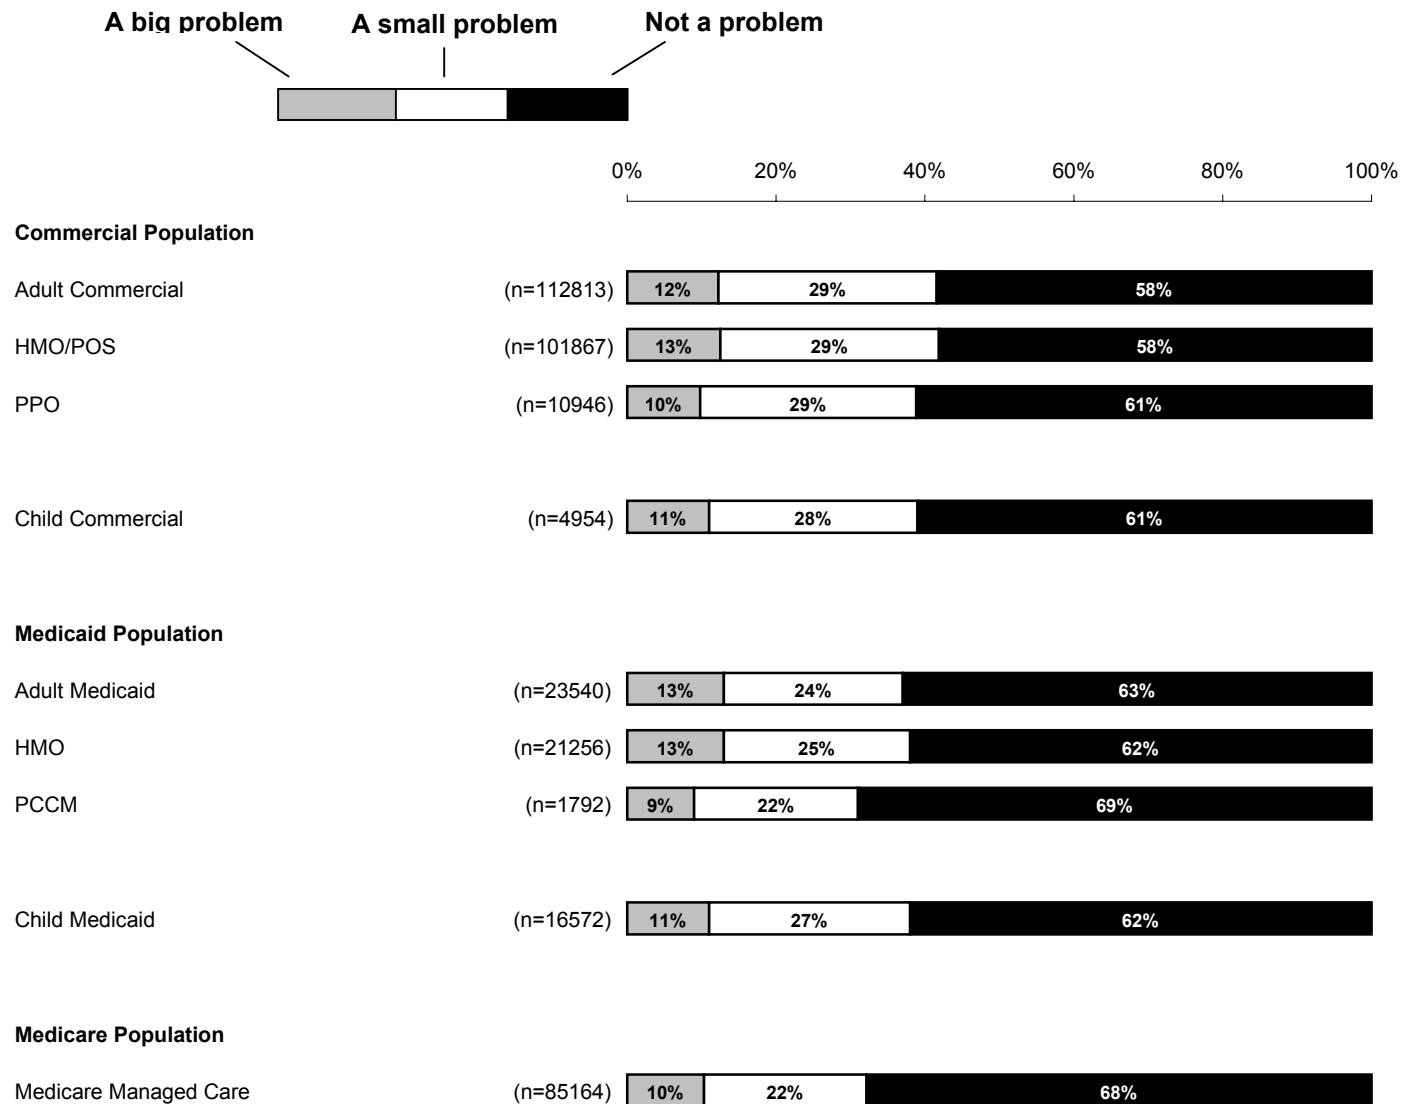 A big problem A small problem Not a problem
0% 20% 40% 60% 80% 100%
Commercial Population
Adult Commercial (n=112813) 12% 29% 58%
HMO/POS (n=101867) 13% 29% 58%
PPO (n=10946) 10% 29% 61%
Child Commercial (n=4954) 11% 28% 61%
Medicaid Population
Adult Medicaid (n=23540) 13% 24% 63%
HMO (n=21256) 13% 25% 62%
PCCM (n=1792) 9% 22% 69%
Child Medicaid (n=16572) 11% 27% 62%
Medicare Population
Medicare Managed Care (n=85164) 10% 22% 68%